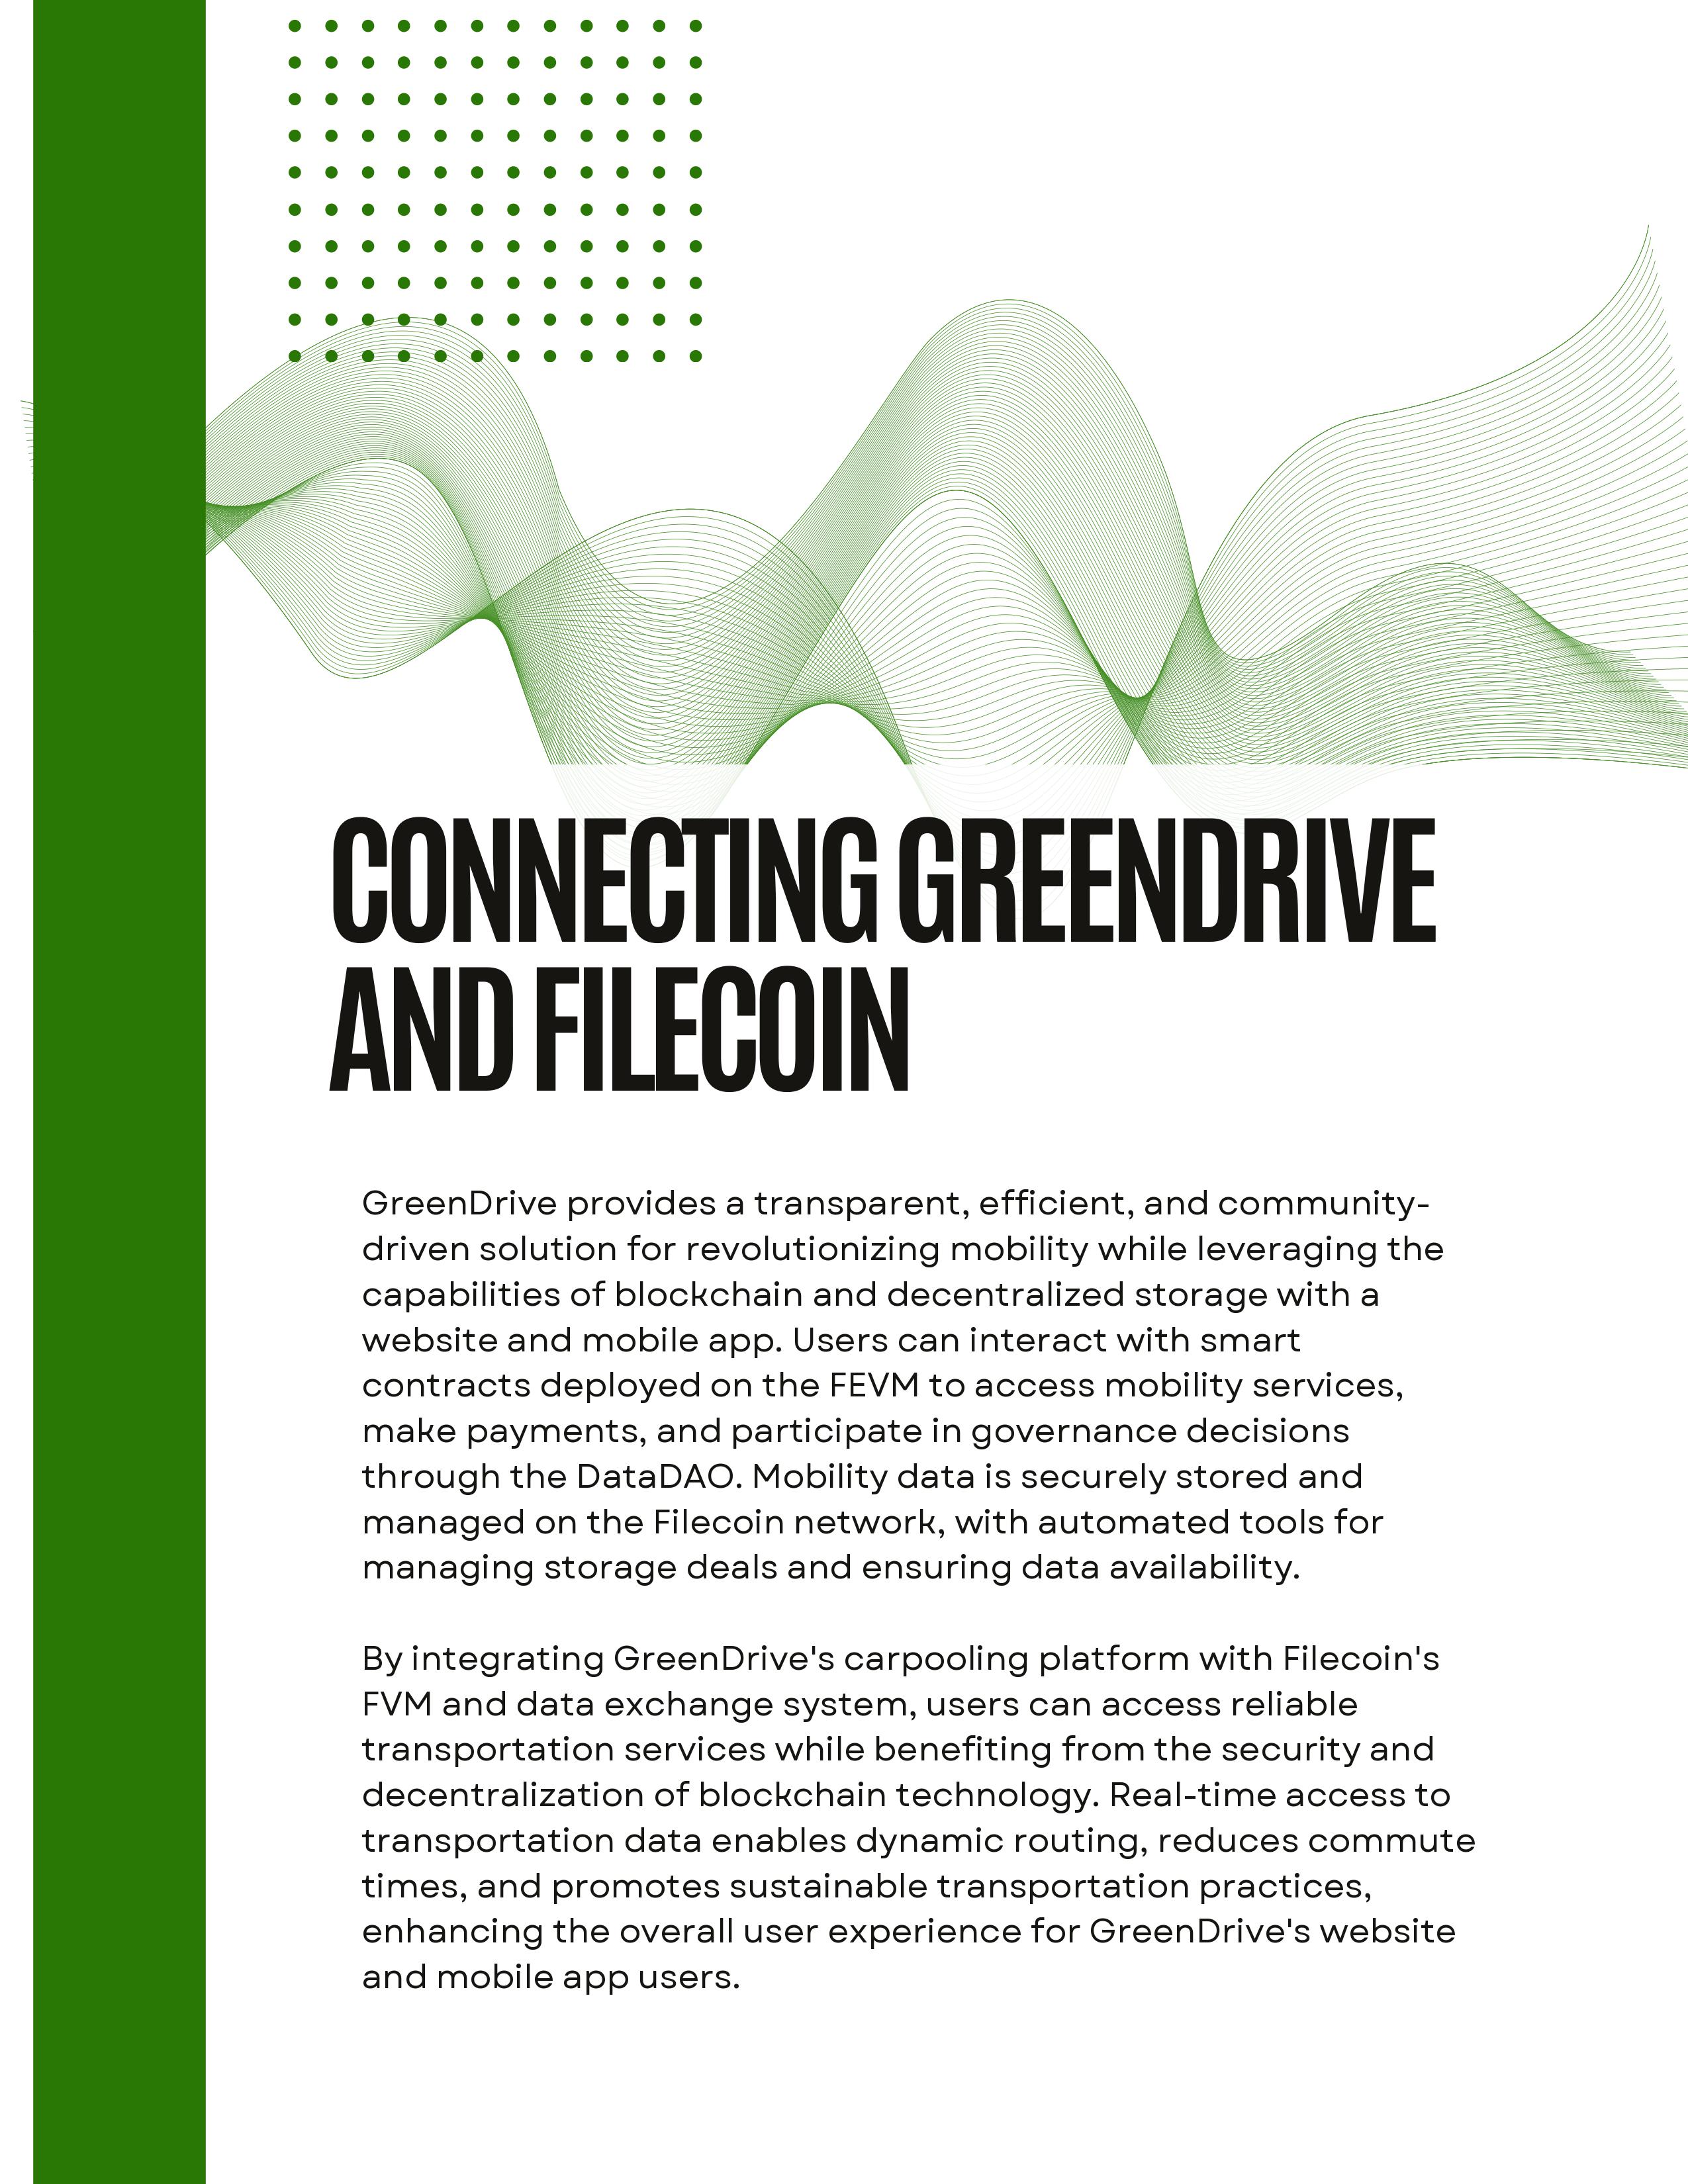 CONNECTING GREENDRIVE
AND FILECOIN
GreenDrive provides a transparent, efficient, and community-
driven solution for revolutionizing mobility while leveraging the
capabilities of blockchain and decentralized storage with a
website and mobile app. Users can interact with smart
contracts deployed on the FEVM to access mobility services,
make payments, and participate in governance decisions
through the DataDAO. Mobility data is securely stored and
managed on the Filecoin network, with automated tools for
managing storage deals and ensuring data availability.
By integrating GreenDrive's carpooling platform with Filecoin's
FVM and data exchange system, users can access reliable
transportation services while benefiting from the security and
decentralization of blockchain technology. Real-time access to
transportation data enables dynamic routing, reduces commute
times, and promotes sustainable transportation practices,
enhancing the overall user experience for GreenDrive's website
and mobile app users.